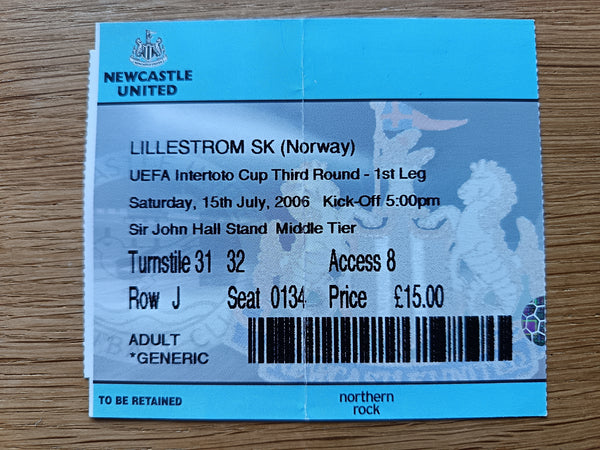 NEWCASTLE
UNITED
LILLESTROM SK (Norway)
UEFA Intertoto Cup Third Round - 1st Leg
Saturday, 15th July, 2006 Kick-Off 5:00pm
Sir John Hall Stand Middle Tier
Turnstile 31 32 Access 8
Row J Seat 0134 Price £15.00
ADULT
*GENERIC
TO BE RETAINED
northern
rock